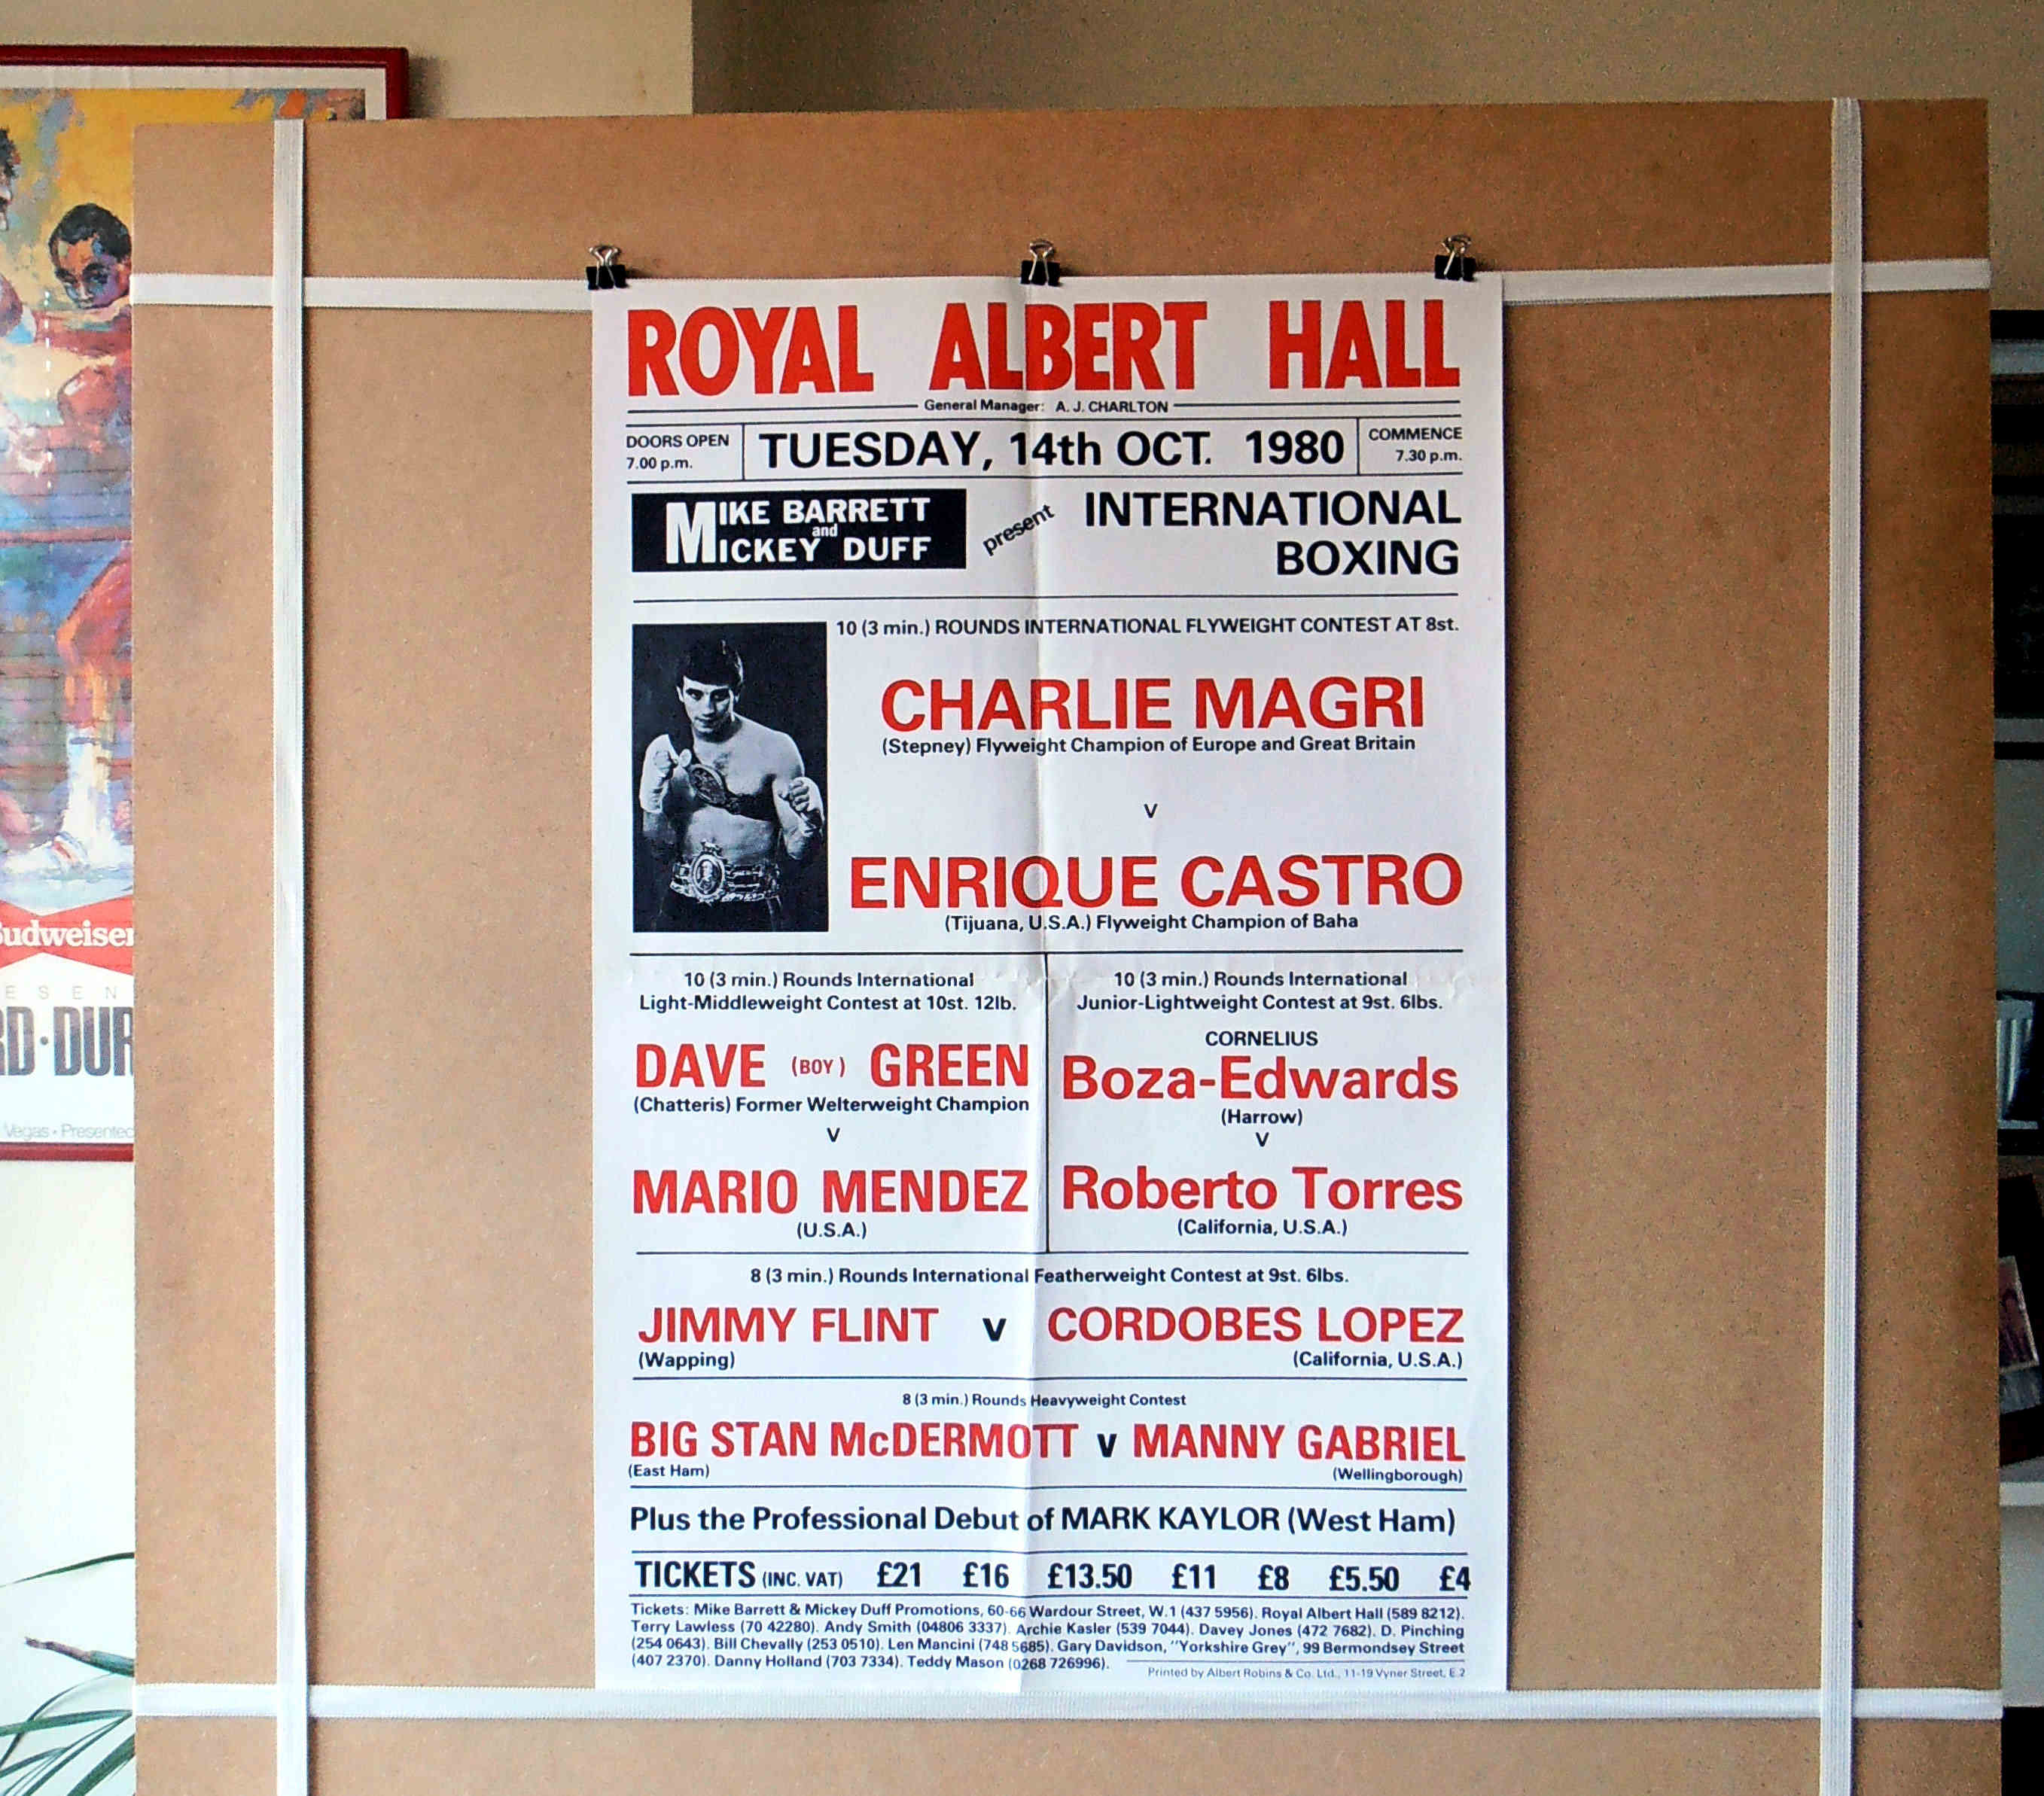 ROYAL ALBERT HALL
General Manager: A. J. CHARLTON
DOORS OPEN
7.00 p.m.
TUESDAY, 14th OCT. 1980
COMMENCE
7.30 p.m.
MIKE BARRETT
and
MICKEY DUFF
present
INTERNATIONAL
BOXING
10 (3 min.) ROUNDS INTERNATIONAL FLYWEIGHT CONTEST AT 8st.
CHARLIE MAGRI
(Stepney) Flyweight Champion of Europe and Great Britain
v
ENRIQUE CASTRO
(Tijuana, U.S.A.) Flyweight Champion of Baha
10 (3 min.) Rounds International
Light-Middleweight Contest at 10st. 12lb.
DAVE (BOY) GREEN
(Chatteris) Former Welterweight Champion
v
MARIO MENDEZ
(U.S.A.)
10 (3 min.) Rounds International
Junior-Lightweight Contest at 9st. 6lbs.
CORNELIUS
Boza-Edwards
(Harrow)
v
Roberto Torres
(California, U.S.A.)
8 (3 min.) Rounds International Featherweight Contest at 9st. 6lbs.
JIMMY FLINT v CORDOBES LOPEZ
(Wapping) (California, U.S.A.)
8 (3 min.) Rounds Heavyweight Contest
BIG STAN McDERMOTT v MANNY GABRIEL
(East Ham) (Wellingborough)
Plus the Professional Debut of MARK KAYLOR (West Ham)
TICKETS (INC. VAT) £21 £16 £13.50 £11 £8 £5.50 £4
Tickets: Mike Barrett & Mickey Duff Promotions, 60-66 Wardour Street, W.1 (437 5956). Royal Albert Hall (589 8212).
Terry Lawless (70 42280). Andy Smith (04806 3337). Archie Kasler (539 7044). Davey Jones (472 7682). D. Pinching
(254 0643). Bill Chevally (253 0510). Len Mancini (748 5685). Gary Davidson, "Yorkshire Grey", 99 Bermondsey Street
(407 2370). Danny Holland (703 7334). Teddy Mason (0268 726996).
Printed by Albert Robins & Co. Ltd., 11-19 Vyner Street, E.2
Budweiser
ESEN
RD·DUR
Vegas • Presented